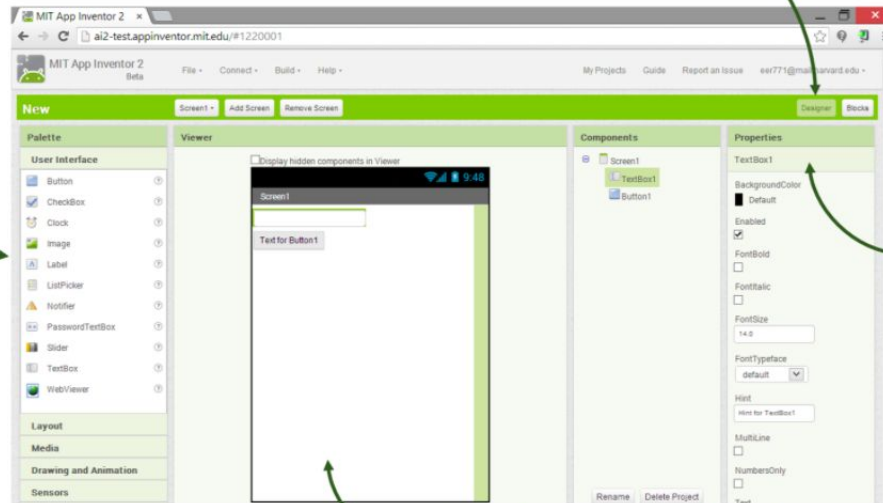 MIT App Inventor 2
ai2-test.appinventor.mit.edu/#1220001
MIT App Inventor 2
Beta
File Connect Build Help
My Projects Guide Report an Issue
New
Screen1 Add Screen Remove Screen
Designer Blocks
Palette
User Interface
Button
CheckBox
Clock
Image
Label
ListPicker
Notifier
PasswordTextBox
Slider
TextBox
WebViewer
Layout
Media
Drawing and Animation
Sensors
Viewer
Display hidden components in Viewer
9:48
Screen1
Text for Button1
Components
Screen1
TextBox1
Button1
Rename Delete Project
Properties
TextBox1
BackgroundColor
Default
Enabled
FontBold
FontItalic
FontSize
14.0
FontTypeface
default
Hint
Hint for TextBox1
MultiLine
NumbersOnly
Text